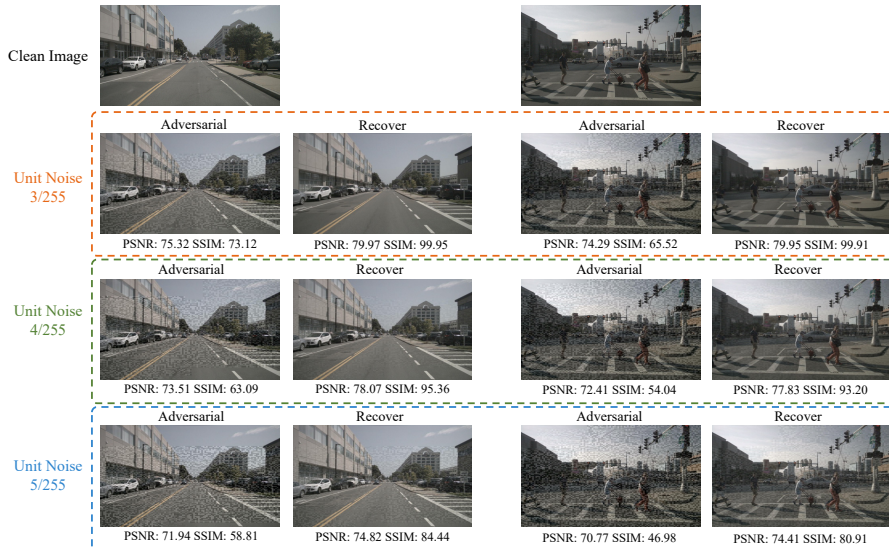 Clean Image
Adversarial Recover Adversarial Recover
Unit Noise
3/255
PSNR: 75.32 SSIM: 73.12 PSNR: 79.97 SSIM: 99.95 PSNR: 74.29 SSIM: 65.52 PSNR: 79.95 SSIM: 99.91
Adversarial Recover Adversarial Recover
Unit Noise
4/255
PSNR: 73.51 SSIM: 63.09 PSNR: 78.07 SSIM: 95.36 PSNR: 72.41 SSIM: 54.04 PSNR: 77.83 SSIM: 93.20
Adversarial Recover Adversarial Recover
Unit Noise
5/255
PSNR: 71.94 SSIM: 58.81 PSNR: 74.82 SSIM: 84.44 PSNR: 70.77 SSIM: 46.98 PSNR: 74.41 SSIM: 80.91